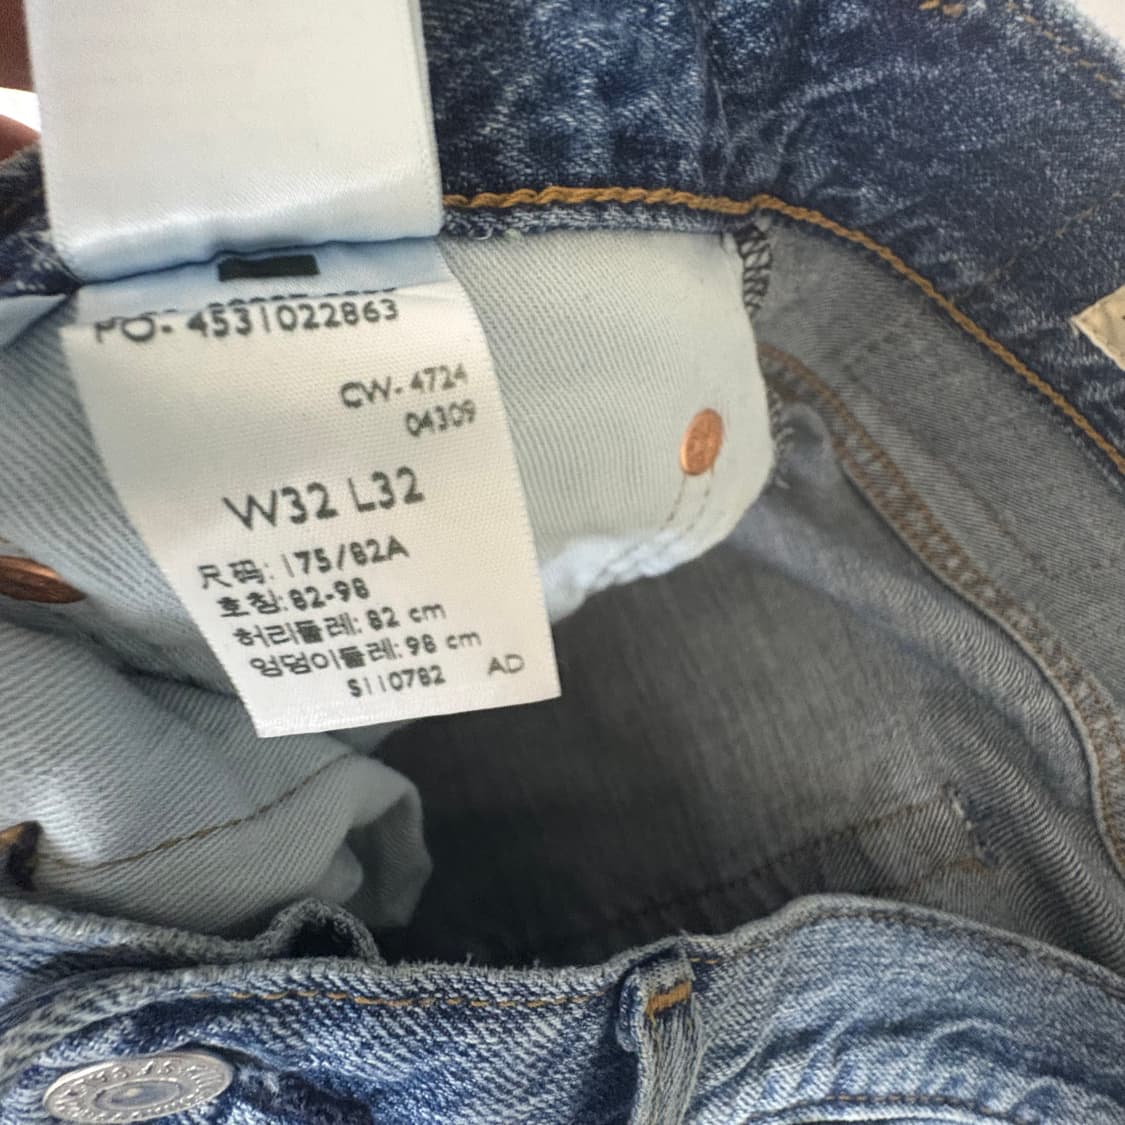 PO- 4531022863
CW-4724
04309
W32 L32
尺码: 175/82A
호칭:82-98
허리둘레: 82 cm
엉덩이둘레:98 cm
S110782 AD